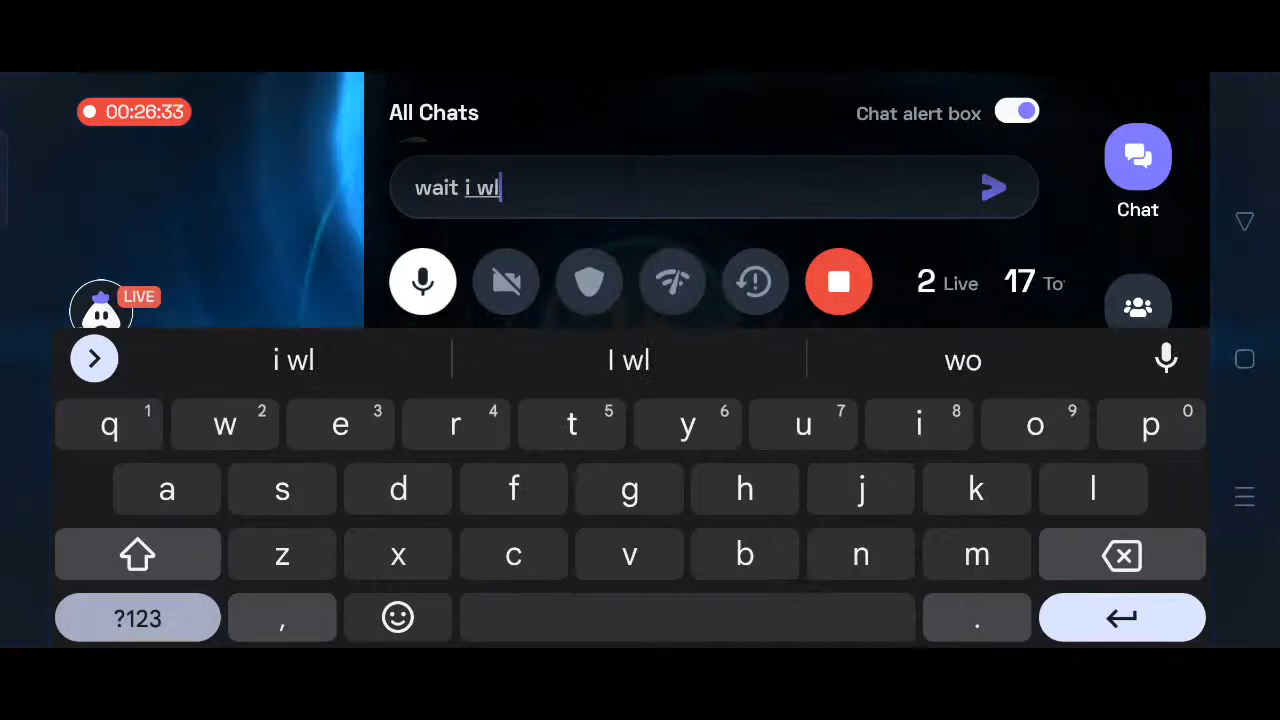 00:26:33
All Chats
Chat alert box
wait i wl
Chat
LIVE
2 Live 17 To
i wl I wl wo
q 1 w 2 e 3 r 4 t 5 y 6 u 7 i 8 o 9 p 0
a s d f g h j k l
z x c v b n m
?123 , .